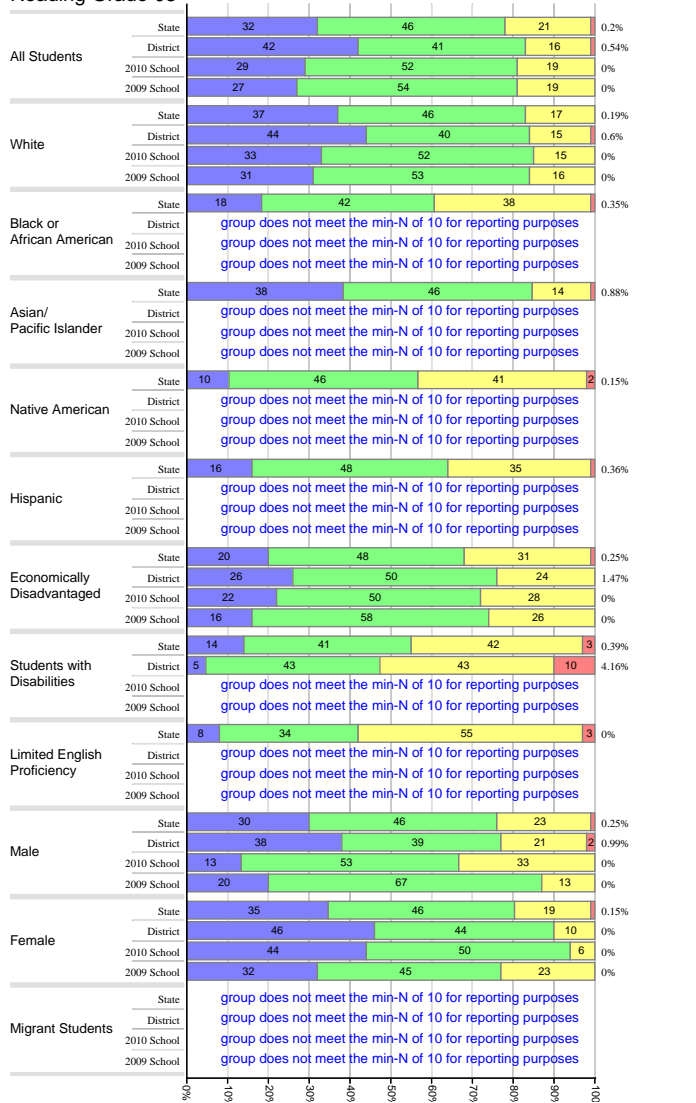 State 32 46 21 0.2%
All Students
District 42 41 16 0.54%
2010 School 29 52 19 0%
2009 School 27 54 19 0%
State 37 46 17 0.19%
White
District 44 40 15 0.6%
2010 School 33 52 15 0%
2009 School 31 53 16 0%
State 18 42 38 0.35%
Black or
African American
District group does not meet the min-N of 10 for reporting purposes
2010 School group does not meet the min-N of 10 for reporting purposes
2009 School group does not meet the min-N of 10 for reporting purposes
State 38 46 14 0.88%
Asian/
Pacific Islander
District group does not meet the min-N of 10 for reporting purposes
2010 School group does not meet the min-N of 10 for reporting purposes
2009 School group does not meet the min-N of 10 for reporting purposes
State 10 46 41 2 0.15%
Native American
District group does not meet the min-N of 10 for reporting purposes
2010 School group does not meet the min-N of 10 for reporting purposes
2009 School group does not meet the min-N of 10 for reporting purposes
State 16 48 35 0.36%
Hispanic
District group does not meet the min-N of 10 for reporting purposes
2010 School group does not meet the min-N of 10 for reporting purposes
2009 School group does not meet the min-N of 10 for reporting purposes
State 20 48 31 0.25%
Economically
Disadvantaged
District 26 50 24 1.47%
2010 School 22 50 28 0%
2009 School 16 58 26 0%
State 14 41 42 3 0.39%
Students with
Disabilities
District 5 43 43 10 4.16%
2010 School group does not meet the min-N of 10 for reporting purposes
2009 School group does not meet the min-N of 10 for reporting purposes
State 8 34 55 3 0%
Limited English
Proficiency
District group does not meet the min-N of 10 for reporting purposes
2010 School group does not meet the min-N of 10 for reporting purposes
2009 School group does not meet the min-N of 10 for reporting purposes
State 30 46 23 0.25%
Male
District 38 39 21 2 0.99%
2010 School 13 53 33 0%
2009 School 20 67 13 0%
State 35 46 19 0.15%
Female
District 46 44 10 0%
2010 School 44 50 6 0%
2009 School 32 45 23 0%
State group does not meet the min-N of 10 for reporting purposes
Migrant Students
District group does not meet the min-N of 10 for reporting purposes
2010 School group does not meet the min-N of 10 for reporting purposes
2009 School group does not meet the min-N of 10 for reporting purposes
0% 10% 20% 30% 40% 50% 60% 70% 80% 90% 100